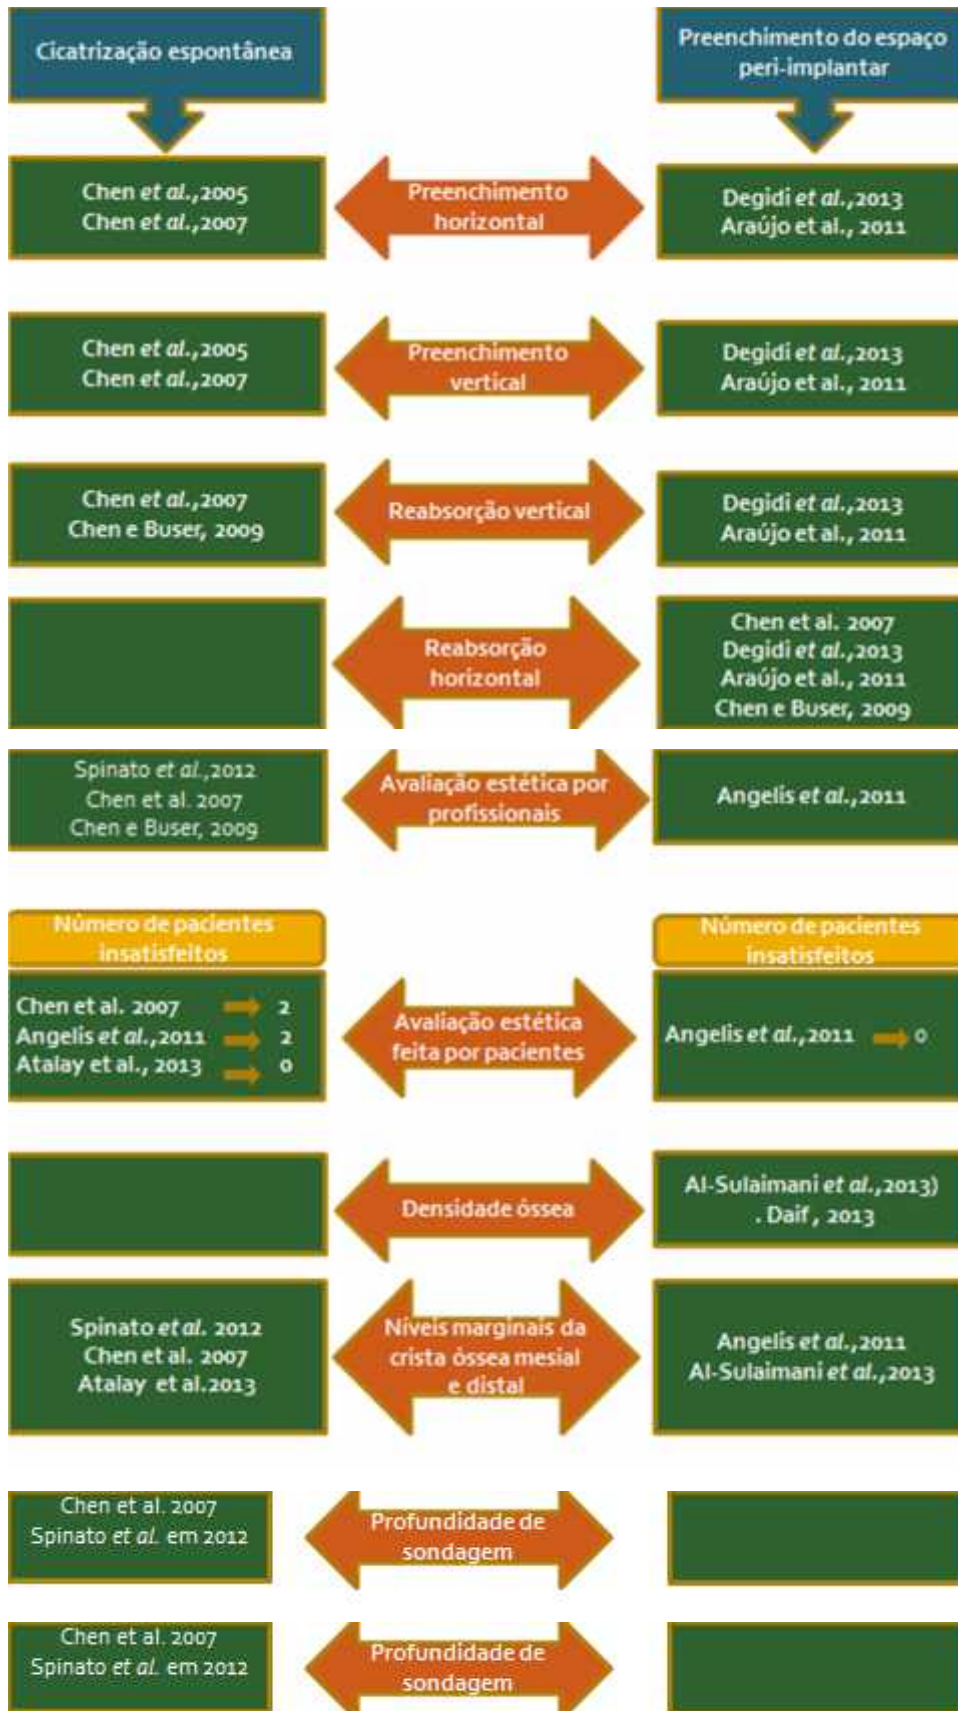 Cicatrização espontânea
Preenchimento do espaço
peri-implantar
Chen et al.,2005
Chen et al.,2007
Preenchimento
horizontal
Degidi et al.,2013
Araújo et al., 2011
Chen et al.,2005
Chen et al.,2007
Preenchimento
vertical
Degidi et al.,2013
Araújo et al., 2011
Chen et al.,2007
Chen e Buser, 2009
Reabsorção vertical
Degidi et al.,2013
Araújo et al., 2011
Reabsorção
horizontal
Chen et al. 2007
Degidi et al.,2013
Araújo et al., 2011
Chen e Buser, 2009
Spinato et al.,2012
Chen et al. 2007
Chen e Buser, 2009
Avaliação estética por
profissionais
Angelis et al.,2011
Número de pacientes
insatisfeitos
Chen et al. 2007 2
Angelis et al.,2011 2
Atalay et al., 2013 0
Avaliação estética
feita por pacientes
Número de pacientes
insatisfeitos
Angelis et al.,2011 0
Densidade óssea
Al-Sulaimani et al.,2013)
. Daif , 2013
Spinato et al. 2012
Chen et al. 2007
Atalay et al.2013
Níveis marginais da
crista óssea mesial
e distal
Angelis et al.,2011
Al-Sulaimani et al.,2013
Chen et al. 2007
Spinato et al. em 2012
Profundidade de
sondagem
Chen et al. 2007
Spinato et al. em 2012
Profundidade de
sondagem